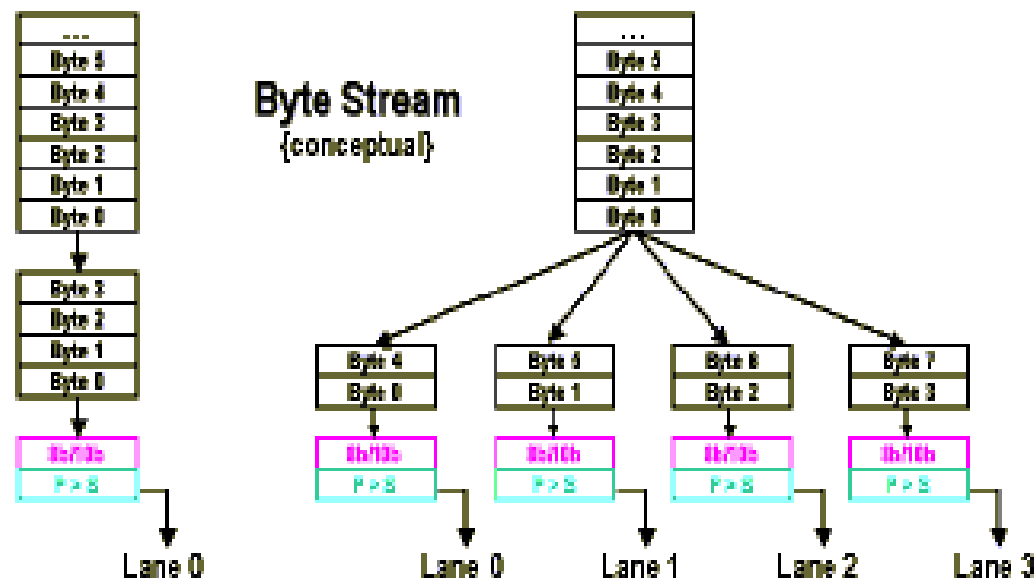 ....
Byte 5
Byte 4
Byte 3
Byte 2
Byte 1
Byte 0
Byte 3
Byte 2
Byte 1
Byte 0
8b/10b
P > S
Lane 0
Byte Stream
{conceptual}
...
Byte 5
Byte 4
Byte 3
Byte 2
Byte 1
Byte 0
Byte 4
Byte 0
8b/10b
P > S
Lane 0
Byte 5
Byte 1
8b/10b
P > S
Lane 1
Byte 6
Byte 2
8b/10b
P > S
Lane 2
Byte 7
Byte 3
8b/10b
P > S
Lane 3